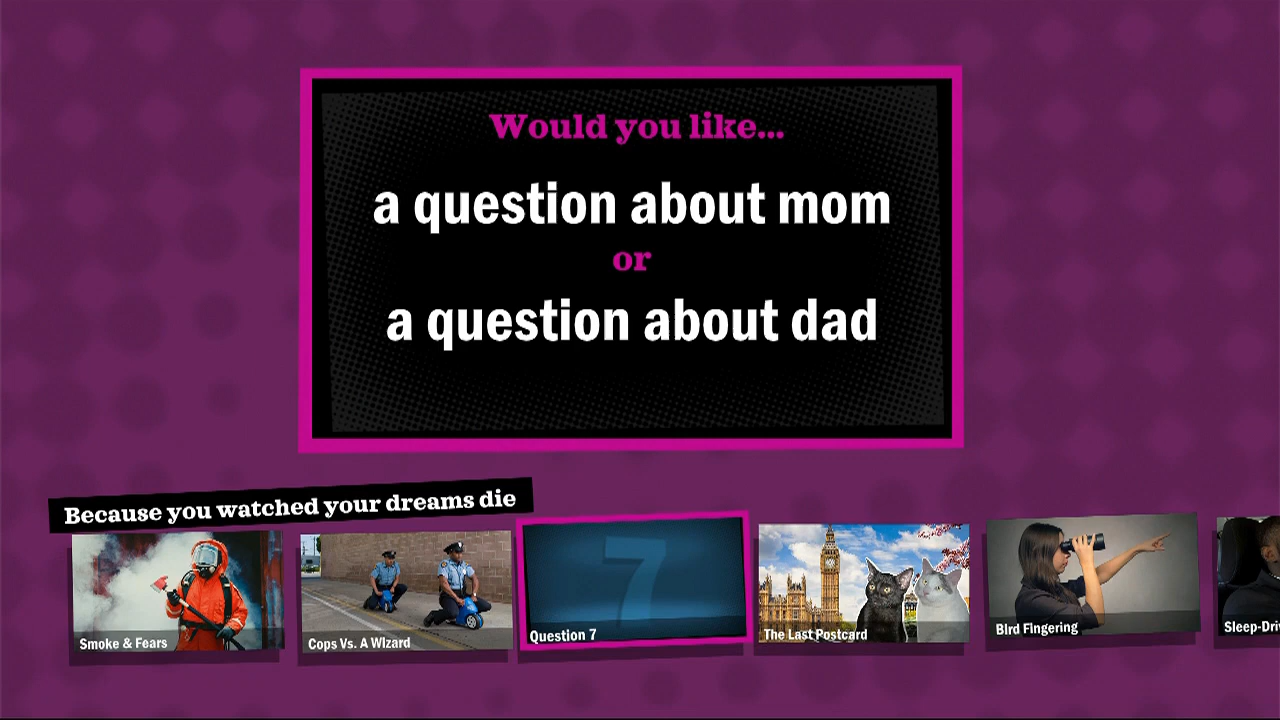 Would you like...
a question about mom
or
a question about dad
Because you watched your dreams die
Smoke & Fears
Cops Vs. A Wizard
7
Question 7
The Last Postcard
Bird Fingering